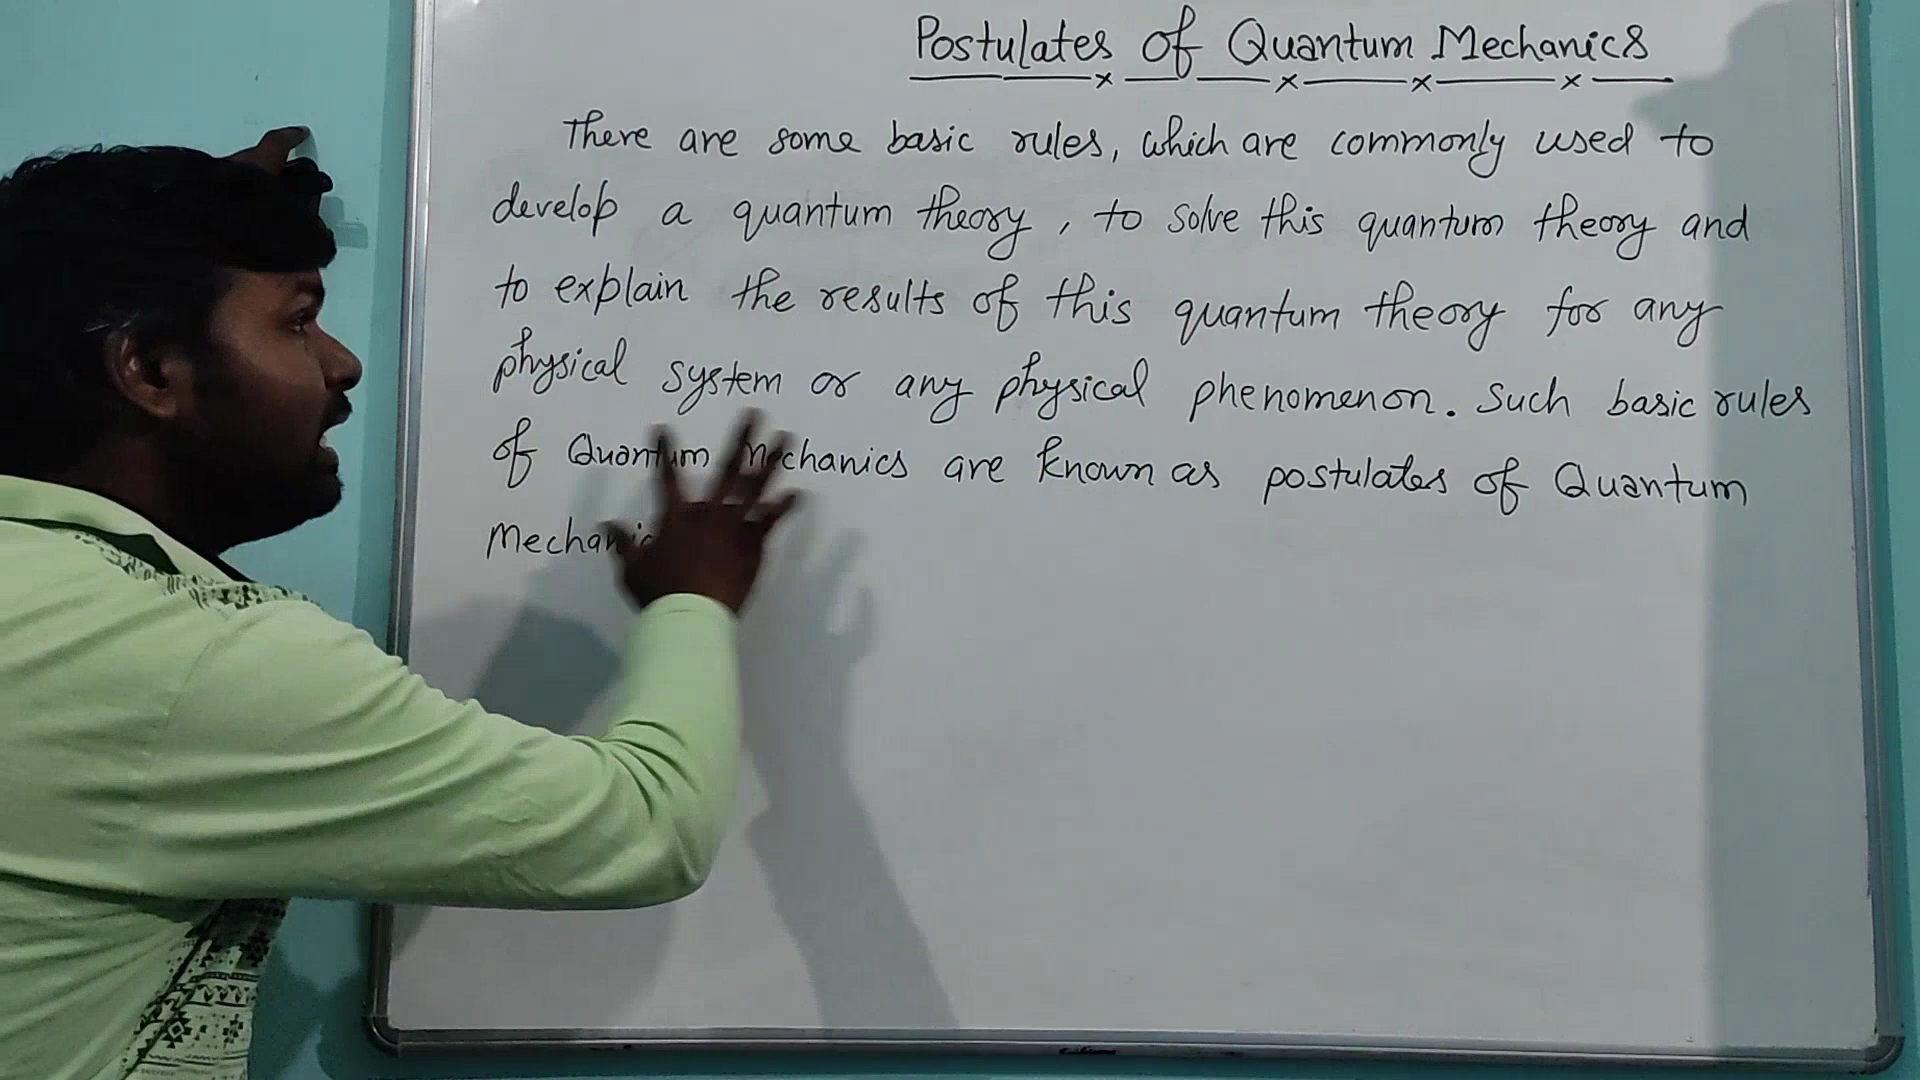 Postulates of Quantum Mechanics
There are some basic rules, which are commonly used to
develop a quantum theory, to solve this quantum theory and
to explain the results of this quantum theory for any
physical system or any physical phenomenon. Such basic rules
of Quantum Mechanics are known as postulates of Quantum